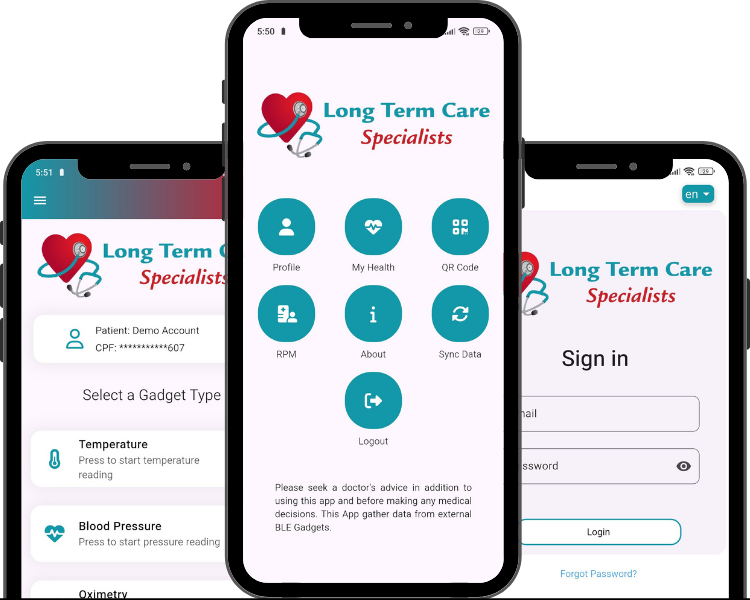 5:51
Long Term C
Specialists
Patient: Demo Account
CPF: ***********607
Select a Gadget Type
Temperature
Press to start temperature
reading
Blood Pressure
Press to start pressure reading
Oximetry
5:50
29
Long Term Care
Specialists
Profile
My Health
QR Code
RPM
About
Sync Data
Logout
Please seek a doctor's advice in addition to
using this app and before making any medical
decisions. This App gather data from external
BLE Gadgets.
29
en
Long Term Care
Specialists
Sign in
nail
ssword
Login
Forgot Password?